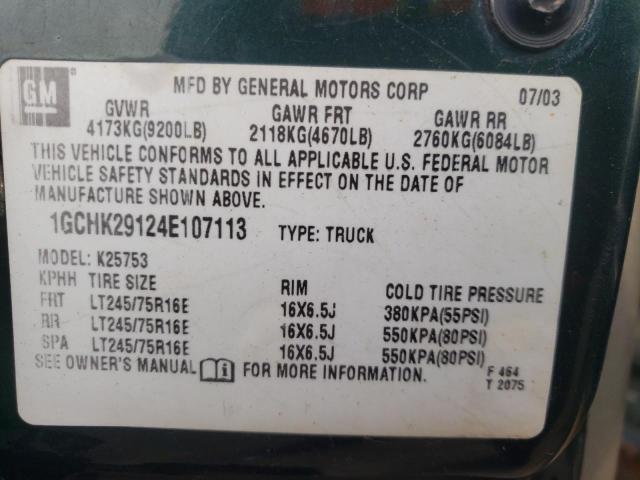 GM MFD BY GENERAL MOTORS CORP 07/03
GVWR GAWR FRT GAWR RR
4173KG(9200LB) 2118KG(4670LB) 2760KG(6084LB)
THIS VEHICLE CONFORMS TO ALL APPLICABLE U.S. FEDERAL MOTOR
VEHICLE SAFETY STANDARDS IN EFFECT ON THE DATE OF
MANUFACTURE SHOWN ABOVE.
1GCHK29124E107113 TYPE: TRUCK
MODEL: K25753
KPHH TIRE SIZE RIM COLD TIRE PRESSURE
FRT LT245/75R16E 16X6.5J 380KPA(55PSI)
RR LT245/75R16E 16X6.5J 550KPA(80PSI)
SPA LT245/75R16E 16X6.5J 550KPA(80PSI)
SEE OWNER'S MANUAL FOR MORE INFORMATION.
F 464
T 2075